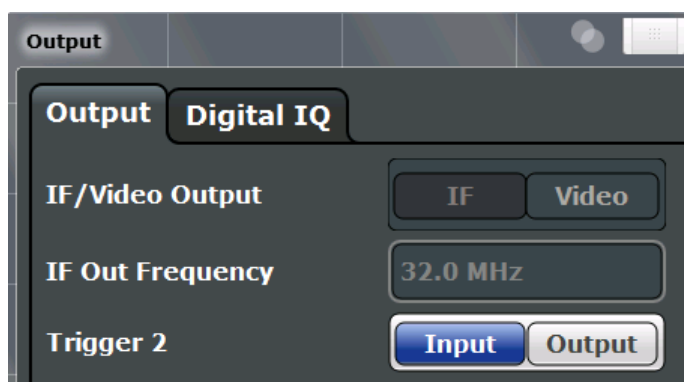 Output
Output Digital IQ
IF/Video Output IF Video
IF Out Frequency 32.0 MHz
Trigger 2 Input Output